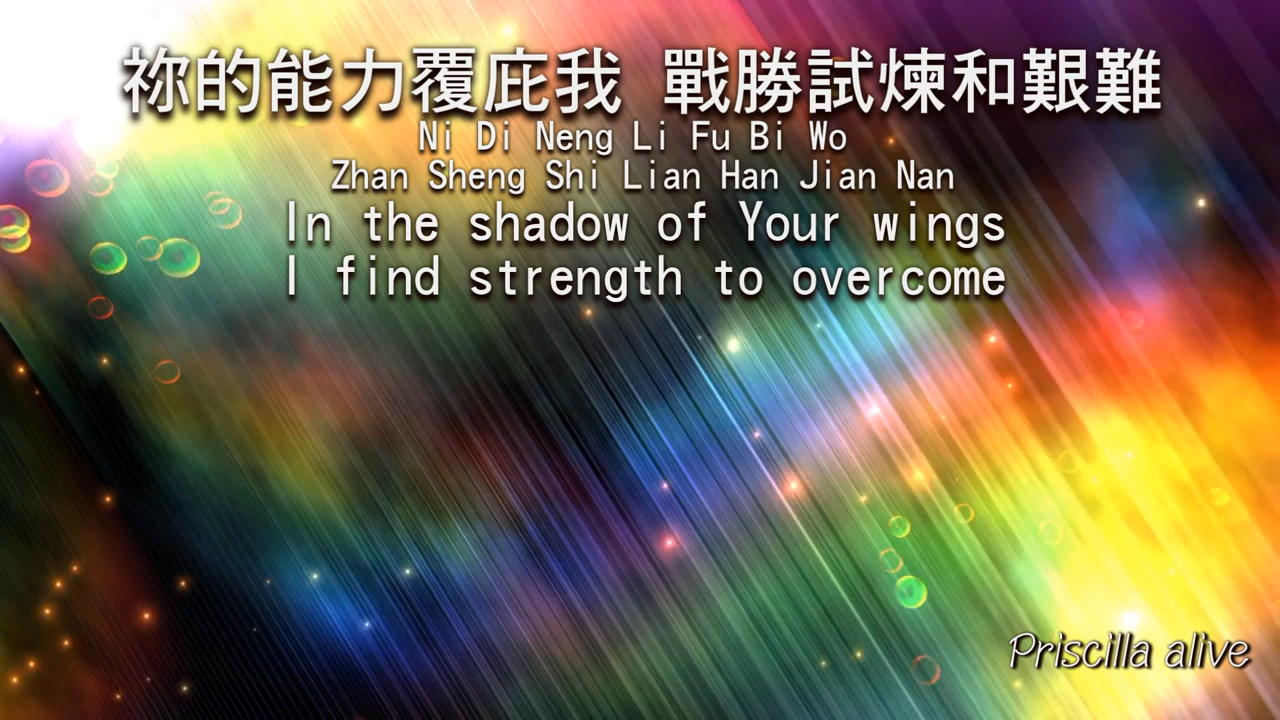 祢的能力覆庇我 戰勝試煉和艱難
Ni Di Neng Li Fu Bi Wo
Zhan Sheng Shi Lian Han Jian Nan
In the shadow of Your wings
I find strength to overcome
Priscilla alive